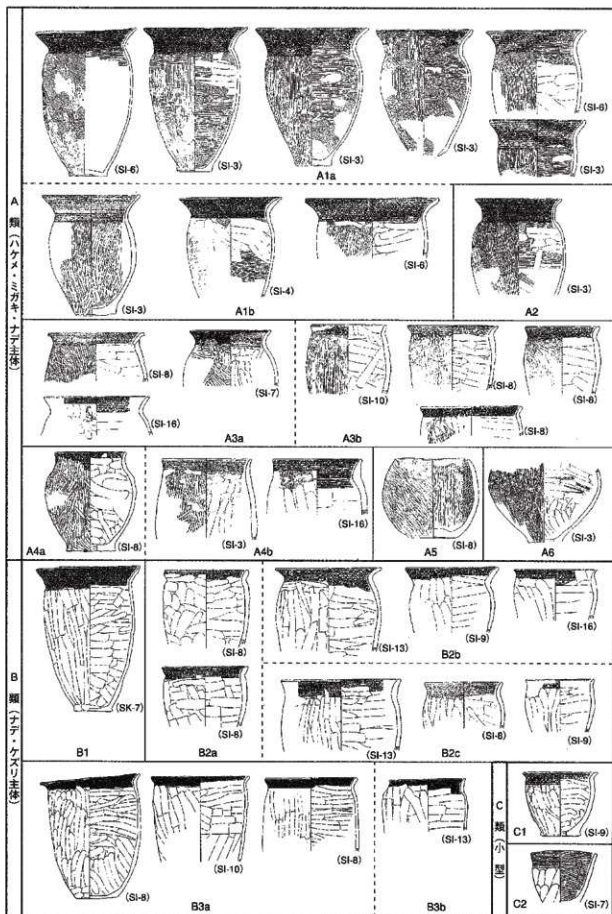 A類（ハケメ・ミガキ・ナデ主体）
(SI-6)
(SI-3)
(SI-3)
(SI-3)
(SI-6)
(SI-3)
A1a
(SI-3)
(SI-4)
A1b
(SI-6)
(SI-3)
A2
(SI-8)
(SI-7)
(SI-16)
A3a
(SI-10)
(SI-8)
(SI-8)
(SI-8)
A3b
A4a
(SI-8)
(SI-3)
A4b
(SI-16)
A5
(SI-8)
A6
(SI-3)
B類（ナデ・ケズリ主体）
(SK-7)
B1
(SI-8)
(SI-8)
B2a
(SI-13)
(SI-9)
(SI-16)
B2b
(SI-13)
(SI-8)
(SI-9)
B2c
(SI-8)
(SI-10)
(SI-8)
B3a
(SI-13)
B3b
C類（小型）
C1
(SI-9)
C2
(SI-7)